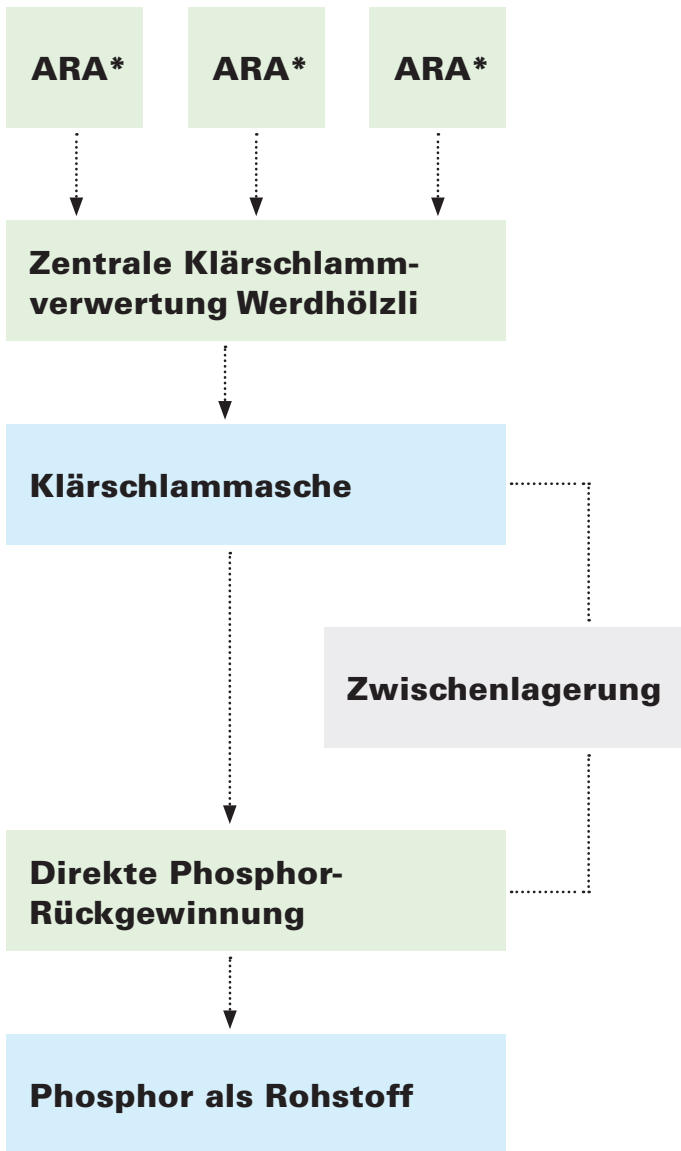 ARA*
ARA*
ARA*
Zentrale Klärschlamm-
verwertung Werdhölzli
Klärschlammasche
Zwischenlagerung
Direkte Phosphor-
Rückgewinnung
Phosphor als Rohstoff